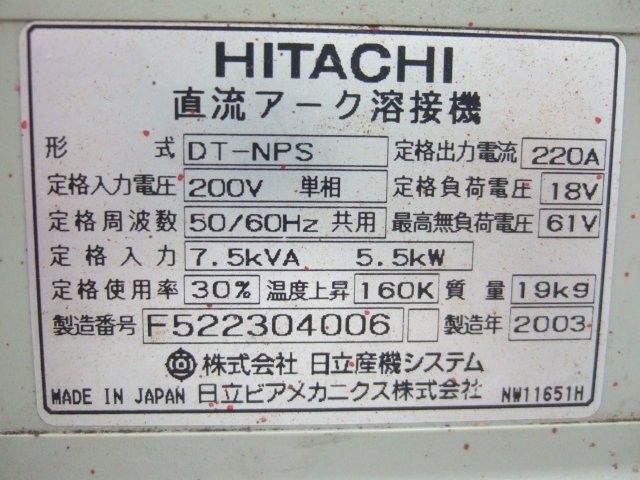 HITACHI
直流アーク溶接機
形 式 DT-NPS 定格出力電流 220A
定格入力電圧 200V 単相 定格負荷電圧 18V
定格周波数 50/60Hz 共用 最高無負荷電圧 61V
定格入力 7.5kVA 5.5kW
定格使用率 30% 温度上昇 160K 質量 19kg
製造番号 F522304006 製造年 2003
株式会社 日立産機システム
MADE IN JAPAN 日立ビアメカニクス株式会社 NW11651H